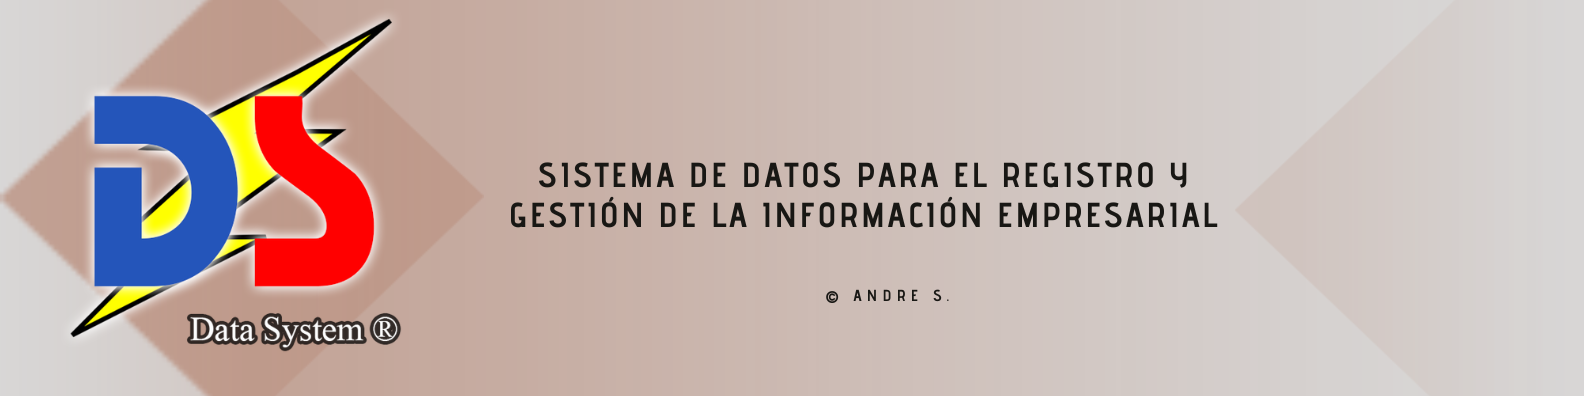 DS
Data System ®
SISTEMA DE DATOS PARA EL REGISTRO Y
GESTIÓN DE LA INFORMACIÓN EMPRESARIAL
© ANDRE S.